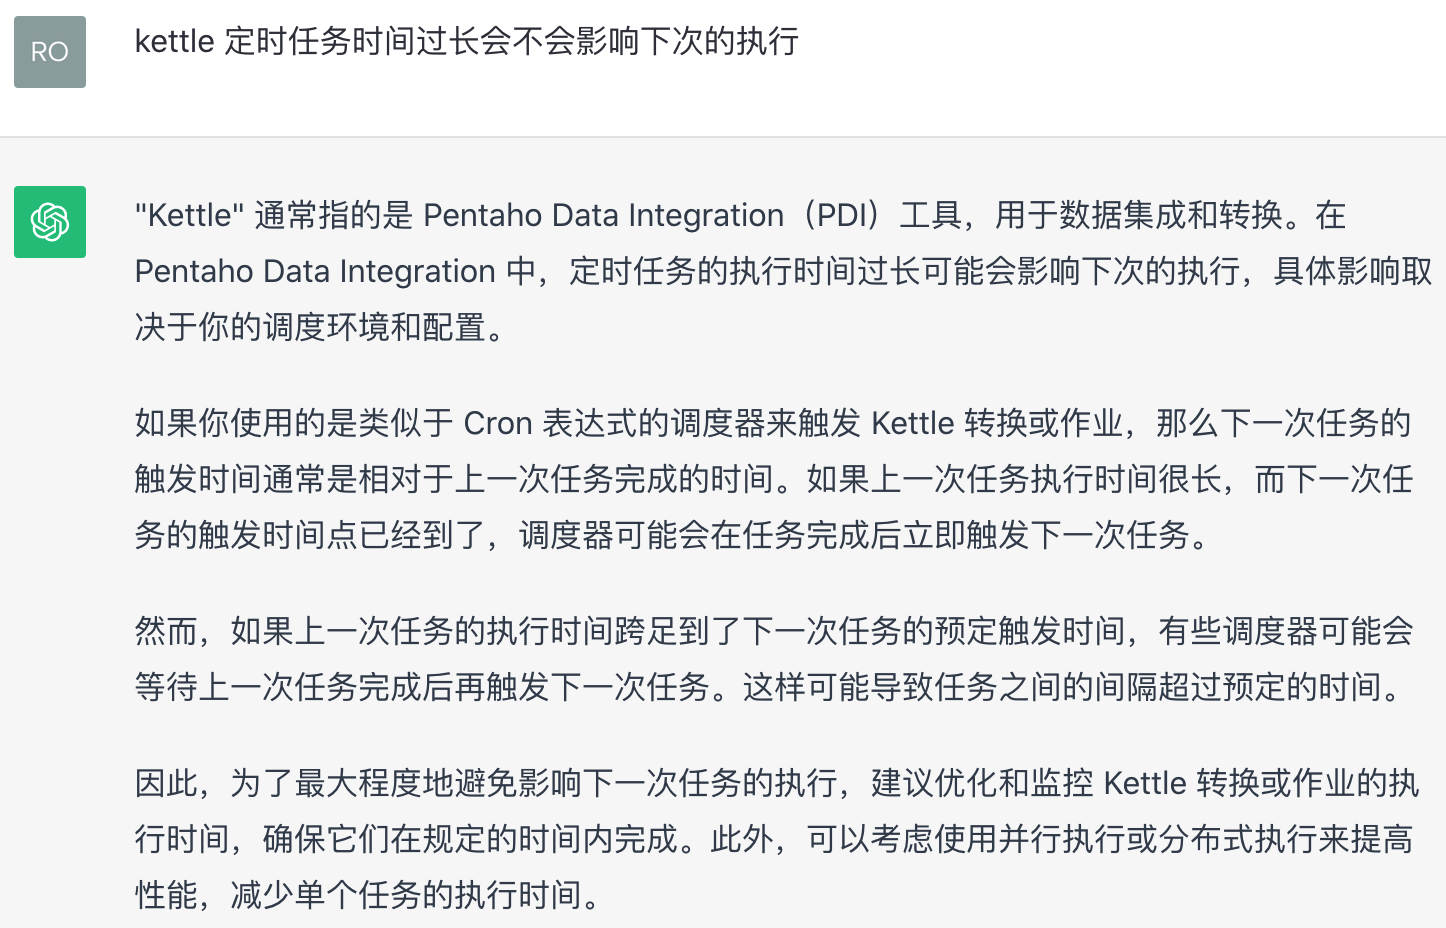 RO
kettle 定时任务时间过长会不会影响下次的执行
"Kettle" 通常指的是 Pentaho Data Integration（PDI）工具，用于数据集成和转换。在
Pentaho Data Integration 中，定时任务的执行时间过长可能会影响下次的执行，具体影响取
决于你的调度环境和配置。
如果你使用的是类似于 Cron 表达式的调度器来触发 Kettle 转换或作业，那么下一次任务的
触发时间通常是相对于上一次任务完成的时间。如果上一次任务执行时间很长，而下一次任
务的触发时间点已经到了，调度器可能会在任务完成后立即触发下一次任务。
然而，如果上一次任务的执行时间跨足到了下一次任务的预定触发时间，有些调度器可能会
等待上一次任务完成后再触发下一次任务。这样可能导致任务之间的间隔超过预定的时间。
因此，为了最大程度地避免影响下一次任务的执行，建议优化和监控 Kettle 转换或作业的执
行时间，确保它们在规定的时间内完成。此外，可以考虑使用并行执行或分布式执行来提高
性能，减少单个任务的执行时间。